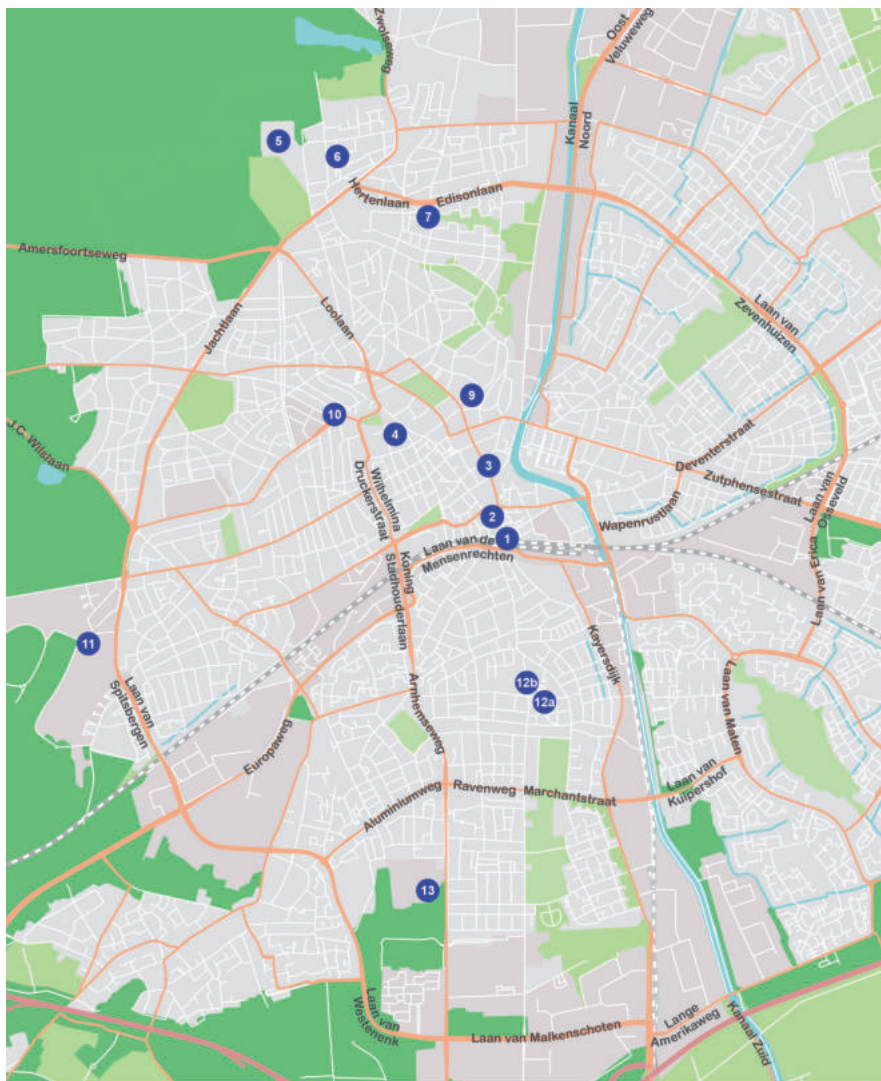 Zwolseweg
Oost
Veluweweg
Kanaal
Noord
5
6
Hertenlaan
Edisonlaan
7
Amersfoortseweg
Jachtlaan
Loolaan
Laan van
Zevenhuizen
9
10
4
J.C. Wilslaan
3
Deventerstraat
Zutphensestraat
Wilhelmina
Druckerstraat
2
1
Wapenrustlaan
Laan van
Osseveld
Laan van de
Mensenrechten
Koning
Stadhouderlaan
Laan van Erica
11
Kayersdijk
12b
12a
Laan van
Spitsbergen
Arnhemseweg
Laan van Maten
Europaweg
Laan van
Kuipershof
Ravenweg
Marchantstraat
Aluminiumweg
13
Laan van
Westenenk
Laan van Malkenschoten
Lange
Amerikaweg
Kanaal Zuid